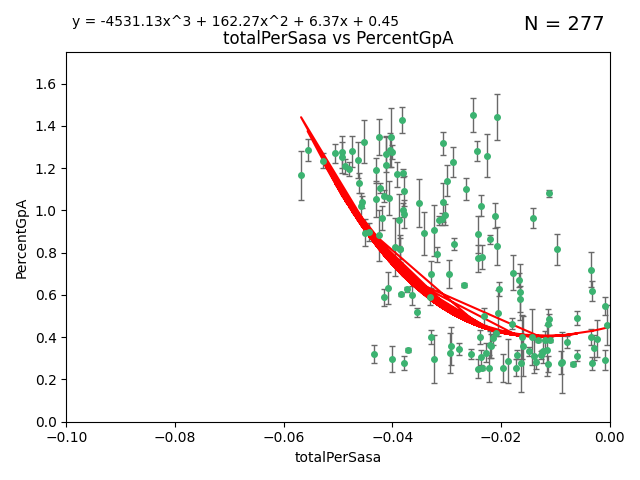 y = -4531.13x^3 + 162.27x^2 + 6.37x + 0.45
N = 277
totalPerSasa vs PercentGpA
1.6
1.4
1.2
1.0
0.8
0.6
0.4
0.2
0.0
PercentGpA
−0.10 −0.08 −0.06 −0.04 −0.02 0.00
totalPerSasa